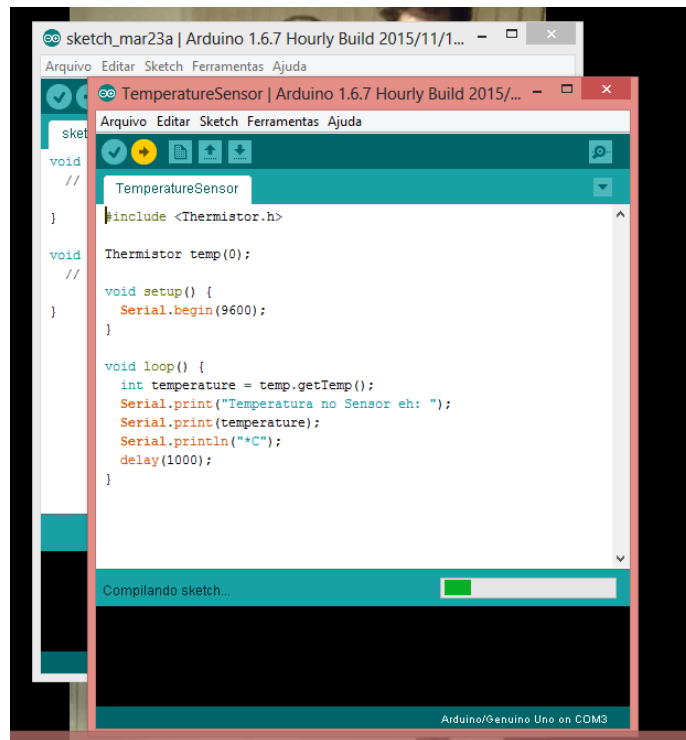 sketch_mar23a | Arduino 1.6.7 Hourly Build 2015/11/1...
Arquivo Editar Sketch Ferramentas Ajuda
sket
void
//
}
void
//
}
TemperatureSensor | Arduino 1.6.7 Hourly Build 2015/...
Arquivo Editar Sketch Ferramentas Ajuda
TemperatureSensor
#include <Thermistor.h>
Thermistor temp(0);
void setup() {
Serial.begin(9600);
}
void loop() {
int temperature = temp.getTemp();
Serial.print("Temperatura no Sensor eh: ");
Serial.print(temperature);
Serial.println("*C");
delay(1000);
}
Compilando sketch...
Arduino/Genuino Uno on COM3